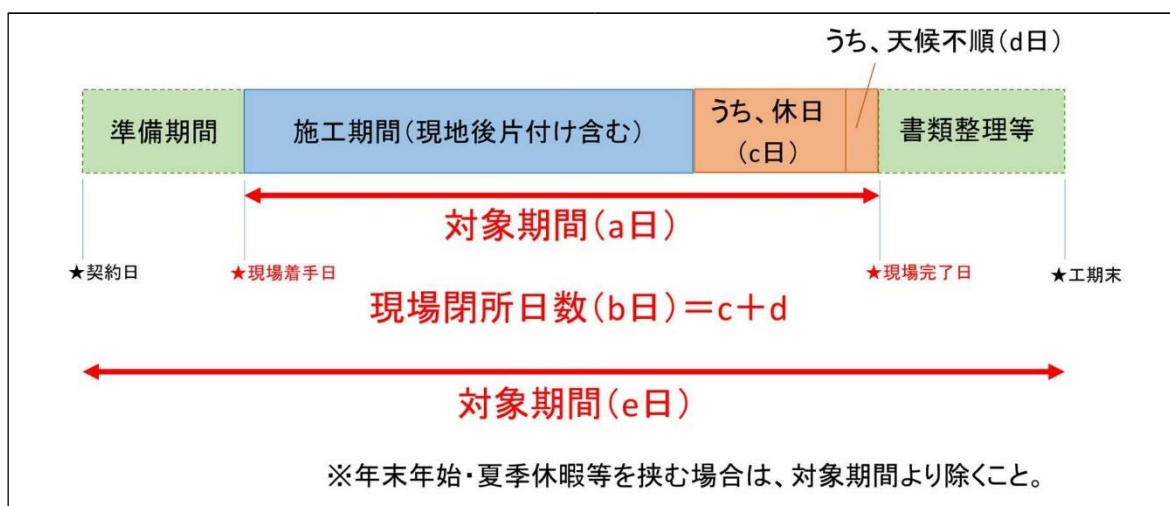 うち、天候不順(d日)
準備期間
施工期間(現地後片付け含む)
うち、休日
(c日)
書類整理等
対象期間(a日)
★契約日
★現場着手日
★現場完了日
★工期末
現場閉所日数(b日)＝c＋d
対象期間(e日)
※年末年始・夏季休暇等を挟む場合は、対象期間より除くこと。